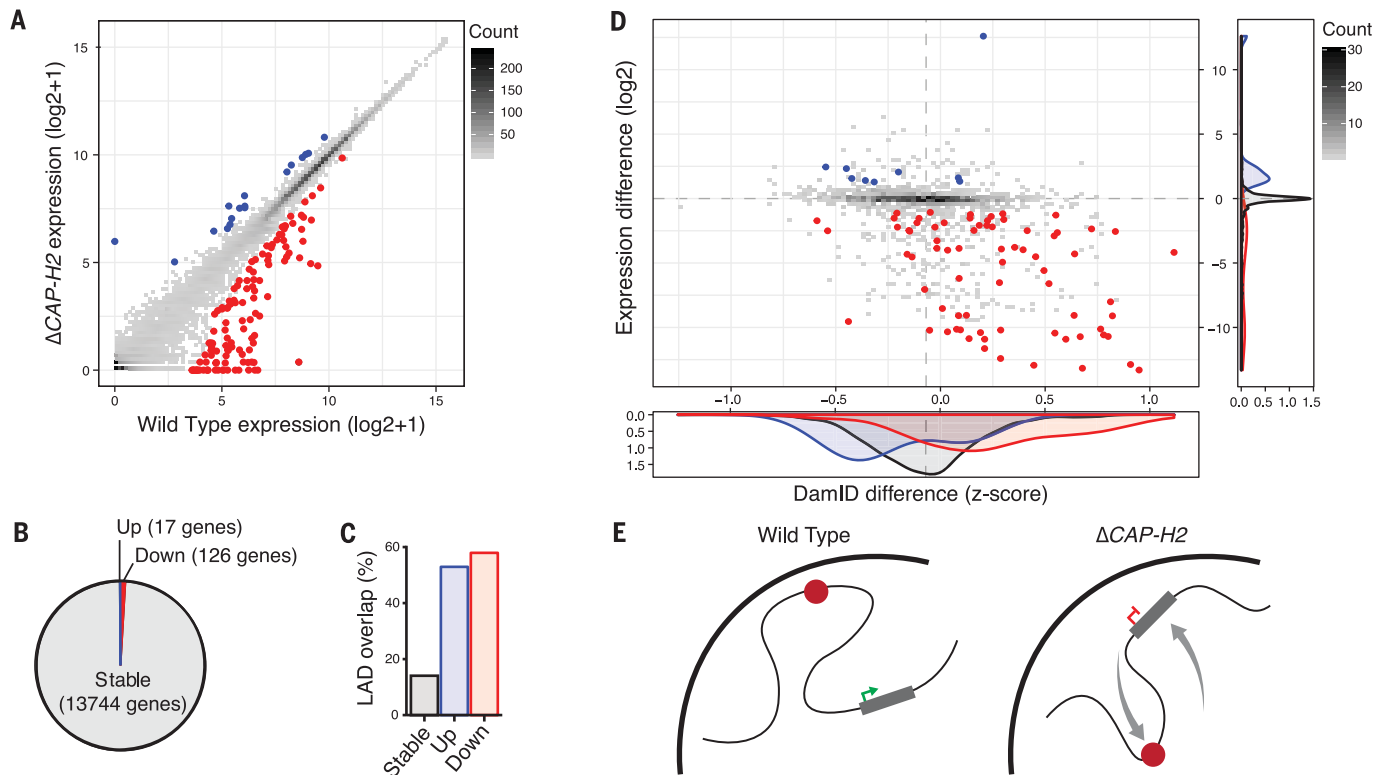 A
ΔCAP-H2 expression (log2+1)
15
10
5
0
0
5
10
15
Wild Type expression (log2+1)
Count
200
150
100
50
D
Expression difference (log2)
10
5
0
−5
−10
−1.0
−0.5
0.0
0.5
1.0
0.0
0.5
1.0
1.5
DamID difference (z-score)
0.0 0.5 1.0 1.5
Count
30
20
10
B
Up (17 genes)
Down (126 genes)
Stable
(13744 genes)
C
LAD overlap (%)
60
40
20
0
Stable
Up
Down
E
Wild Type
ΔCAP-H2